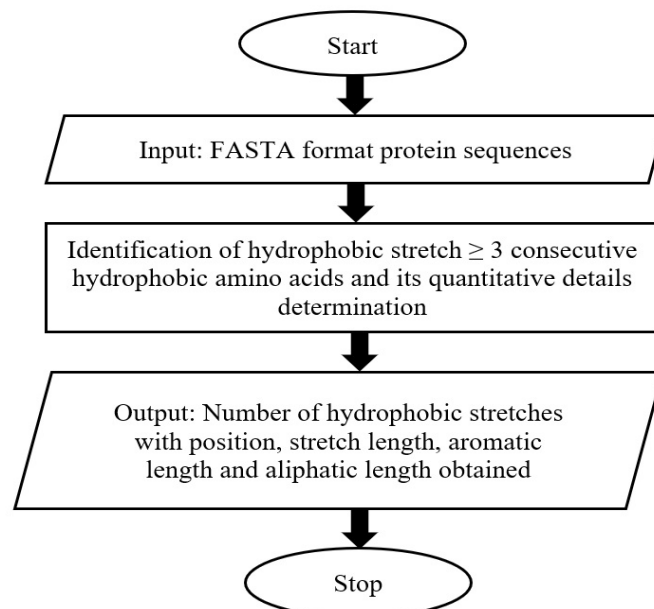 Start
Input: FASTA format protein sequences
Identification of hydrophobic stretch ≥ 3 consecutive
hydrophobic amino acids and its quantitative details
determination
Output: Number of hydrophobic stretches
with position, stretch length, aromatic
length and aliphatic length obtained
Stop